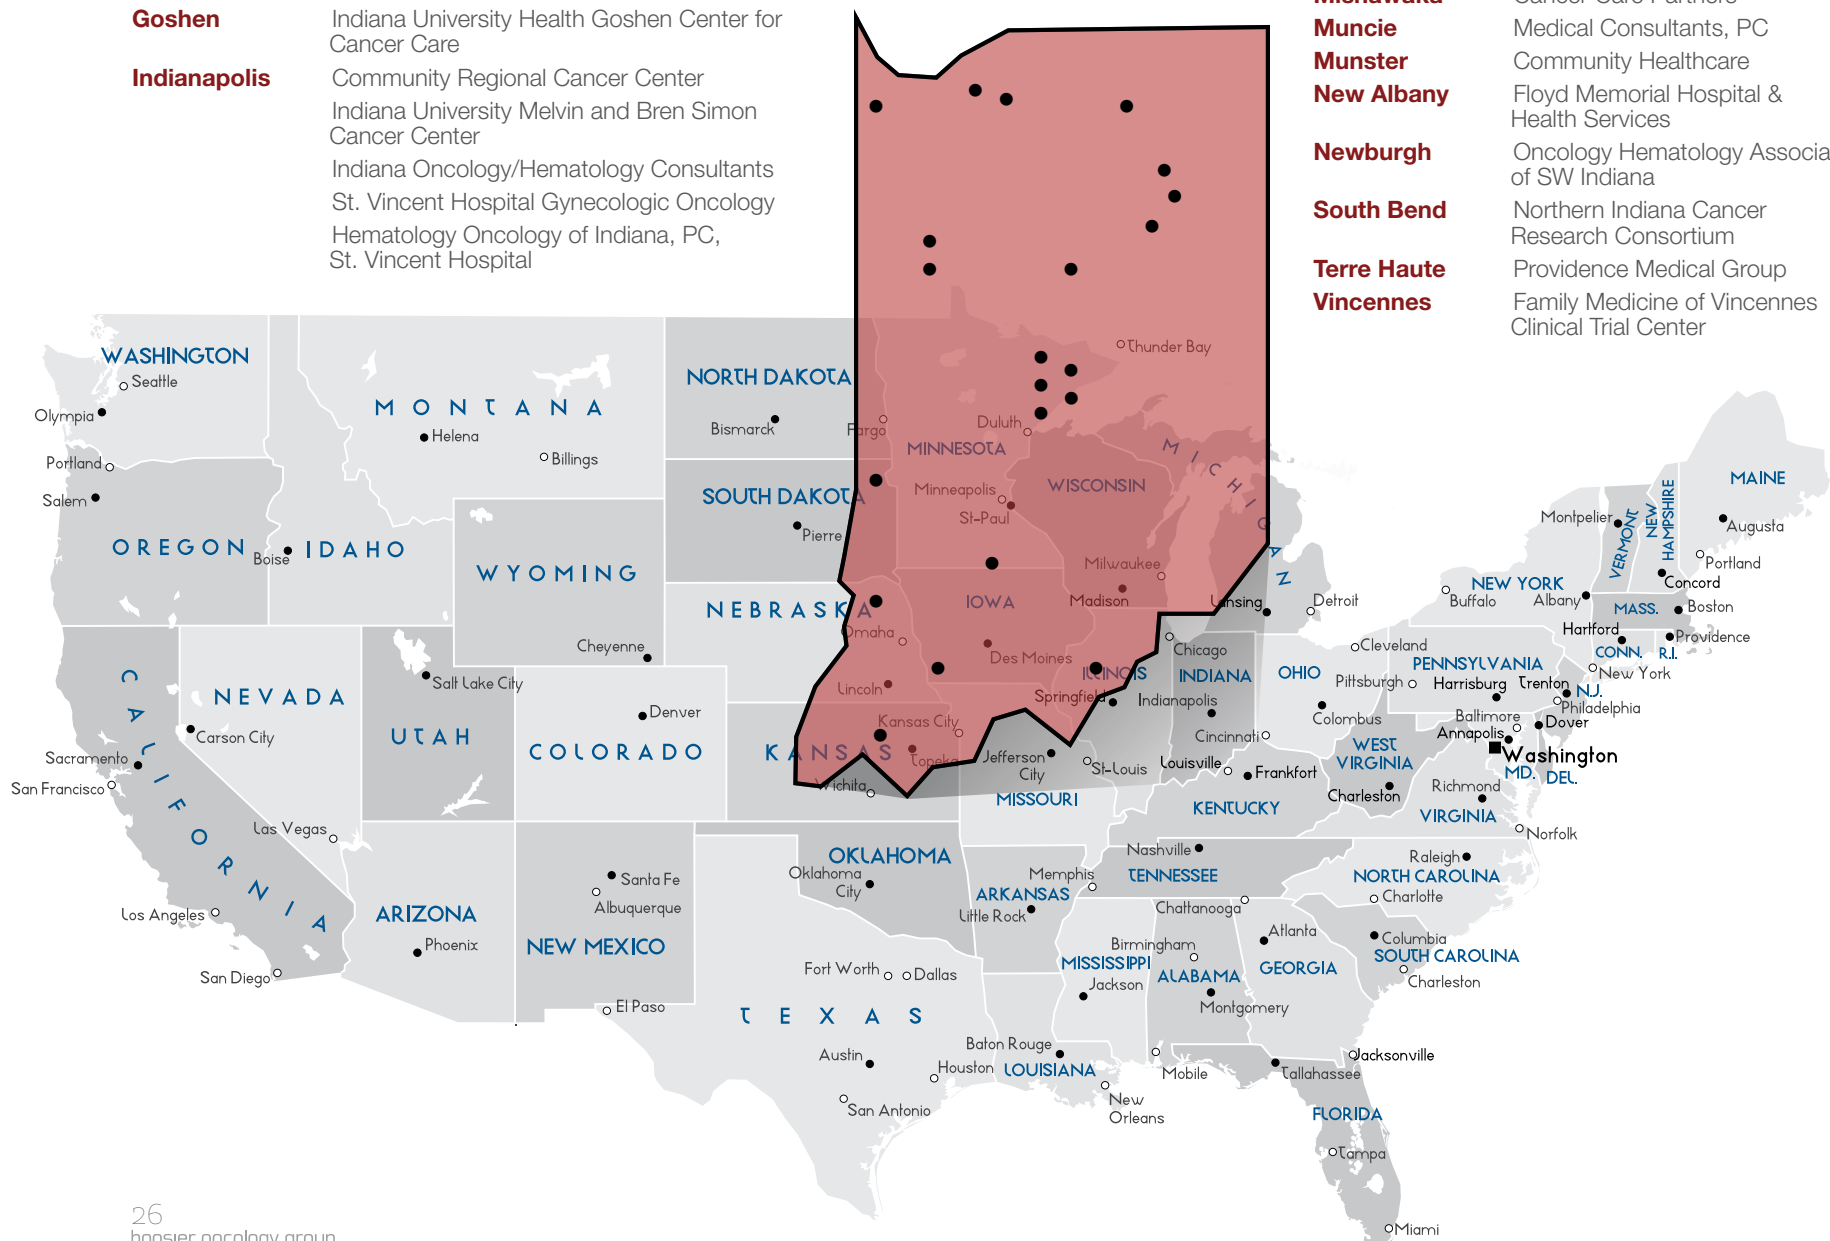 Goshen Indiana University Health Goshen Center for
Cancer Care
Indianapolis Community Regional Cancer Center
Indiana University Melvin and Bren Simon
Cancer Center
Indiana Oncology/Hematology Consultants
St. Vincent Hospital Gynecologic Oncology
Hematology Oncology of Indiana, PC,
St. Vincent Hospital
Mishawaka Cancer Care Partners
Muncie Medical Consultants, PC
Munster Community Healthcare
New Albany Floyd Memorial Hospital &
Health Services
Newburgh Oncology Hematology Associa
of SW Indiana
South Bend Northern Indiana Cancer
Research Consortium
Terre Haute Providence Medical Group
Vincennes Family Medicine of Vincennes
Clinical Trial Center
WASHINGTON
Seattle
Olympia
MONTANA
Helena
Billings
NORTH DAKOTA
Bismarck
Fargo
Thunder Bay
Duluth
MINNESOTA
Minneapolis
St-Paul
WISCONSIN
MICHIGAN
Milwaukee
Madison
Lansing
Detroit
Portland
Salem
OREGON
Boise
IDAHO
WYOMING
Cheyenne
SOUTH DAKOTA
Pierre
NEBRASKA
Omaha
Lincoln
IOWA
Des Moines
ILLINOIS
Springfield
Chicago
INDIANA
Indianapolis
OHIO
Cleveland
Colombus
Cincinnati
MAINE
Augusta
Montpelier
VERMONT
NEW
HAMPSHIRE
Portland
Concord
NEW YORK
Buffalo
Albany
MASS.
Boston
Hartford
Providence
CONN.
R.I.
New York
PENNSYLVANIA
Pittsburgh
Harrisburg
Trenton
N.J.
Philadelphia
Baltimore
Dover
Annapolis
Washington
MD.
DEL.
WEST
VIRGINIA
Charleston
Richmond
VIRGINIA
Norfolk
CALIFORNIA
Sacramento
San Francisco
Los Angeles
San Diego
NEVADA
Carson City
Las Vegas
UTAH
Salt Lake City
COLORADO
Denver
KANSAS
Kansas City
Topeka
Wichita
Jefferson
City
St-Louis
MISSOURI
Louisville
Frankfort
KENTUCKY
ARIZONA
Phoenix
NEW MEXICO
Santa Fe
Albuquerque
El Paso
OKLAHOMA
Oklahoma
City
ARKANSAS
Little Rock
Memphis
Nashville
TENNESSEE
Chattanooga
Raleigh
NORTH CAROLINA
Charlotte
Columbia
SOUTH CAROLINA
Charleston
Atlanta
GEORGIA
Birmingham
ALABAMA
Montgomery
MISSISSIPPI
Jackson
Fort Worth
Dallas
TEXAS
Austin
Houston
San Antonio
Baton Rouge
LOUISIANA
New
Orleans
Mobile
Tallahassee
Jacksonville
FLORIDA
Tampa
Miami
26
hoosier oncology group